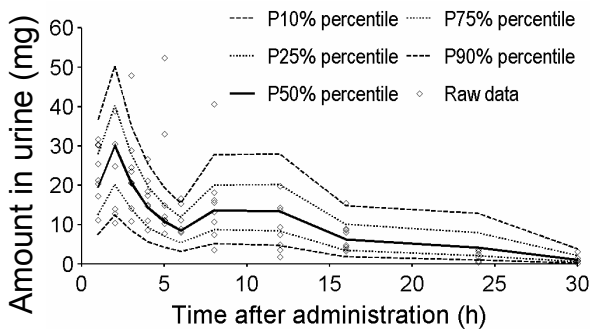 P10% percentile P75% percentile
P25% percentile P90% percentile
P50% percentile Raw data
Amount in urine (mg)
60
50
40
30
20
10
0
0 5 10 15 20 25 30
Time after administration (h)